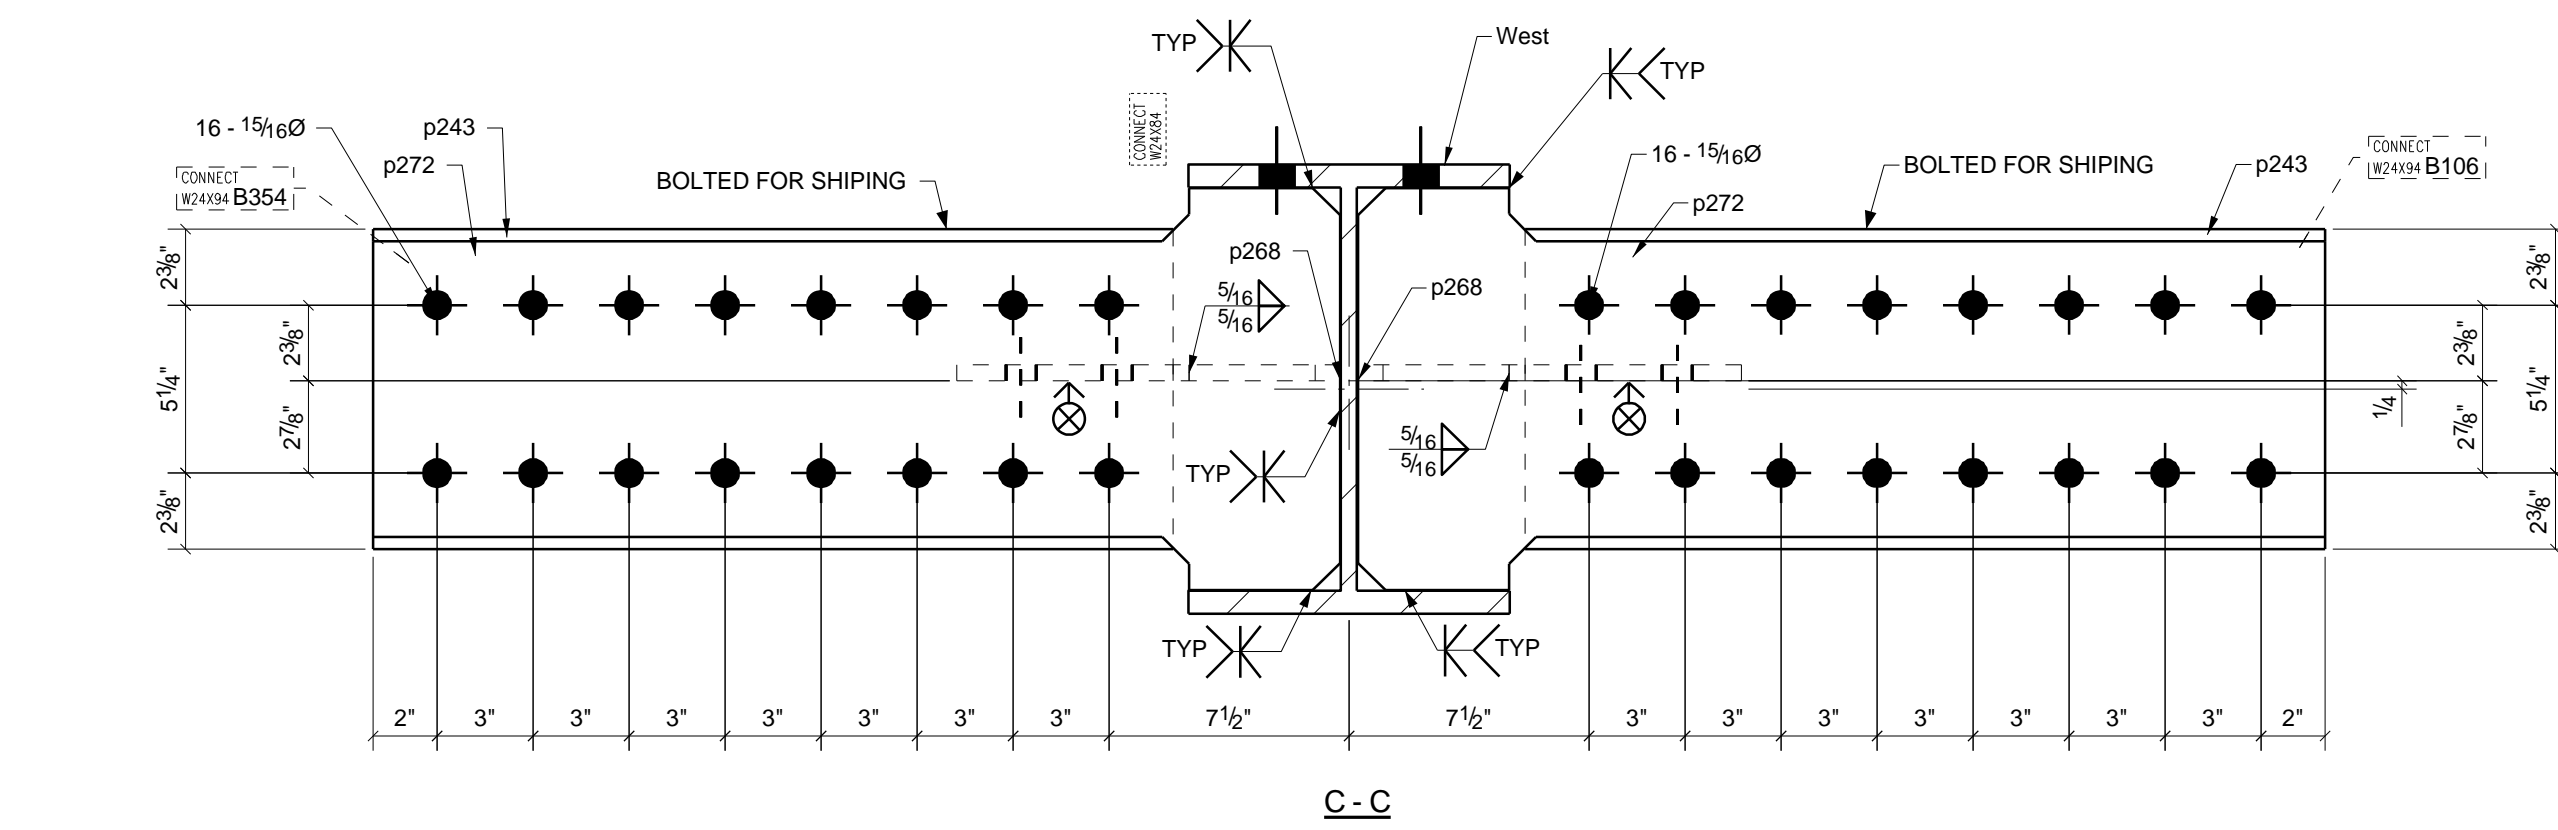 TYP
West
TYP
CONNECT
W24X84
16 - 15/16Ø
p243
p272
CONNECT
W24X94 B354
BOLTED FOR SHIPING
16 - 15/16Ø
BOLTED FOR SHIPING
p243
p272
CONNECT
W24X94 B106
p268
p268
5/16
5/16
5/16
5/16
TYP
TYP
TYP
2 3/8"
5 1/4"
2 3/8"
2 3/8"
2 7/8"
2 3/8"
2 7/8"
1/4
2 3/8"
5 1/4"
2 3/8"
2" 3" 3" 3" 3" 3" 3" 3" 7 1/2" 7 1/2" 3" 3" 3" 3" 3" 3" 3" 2"
C - C